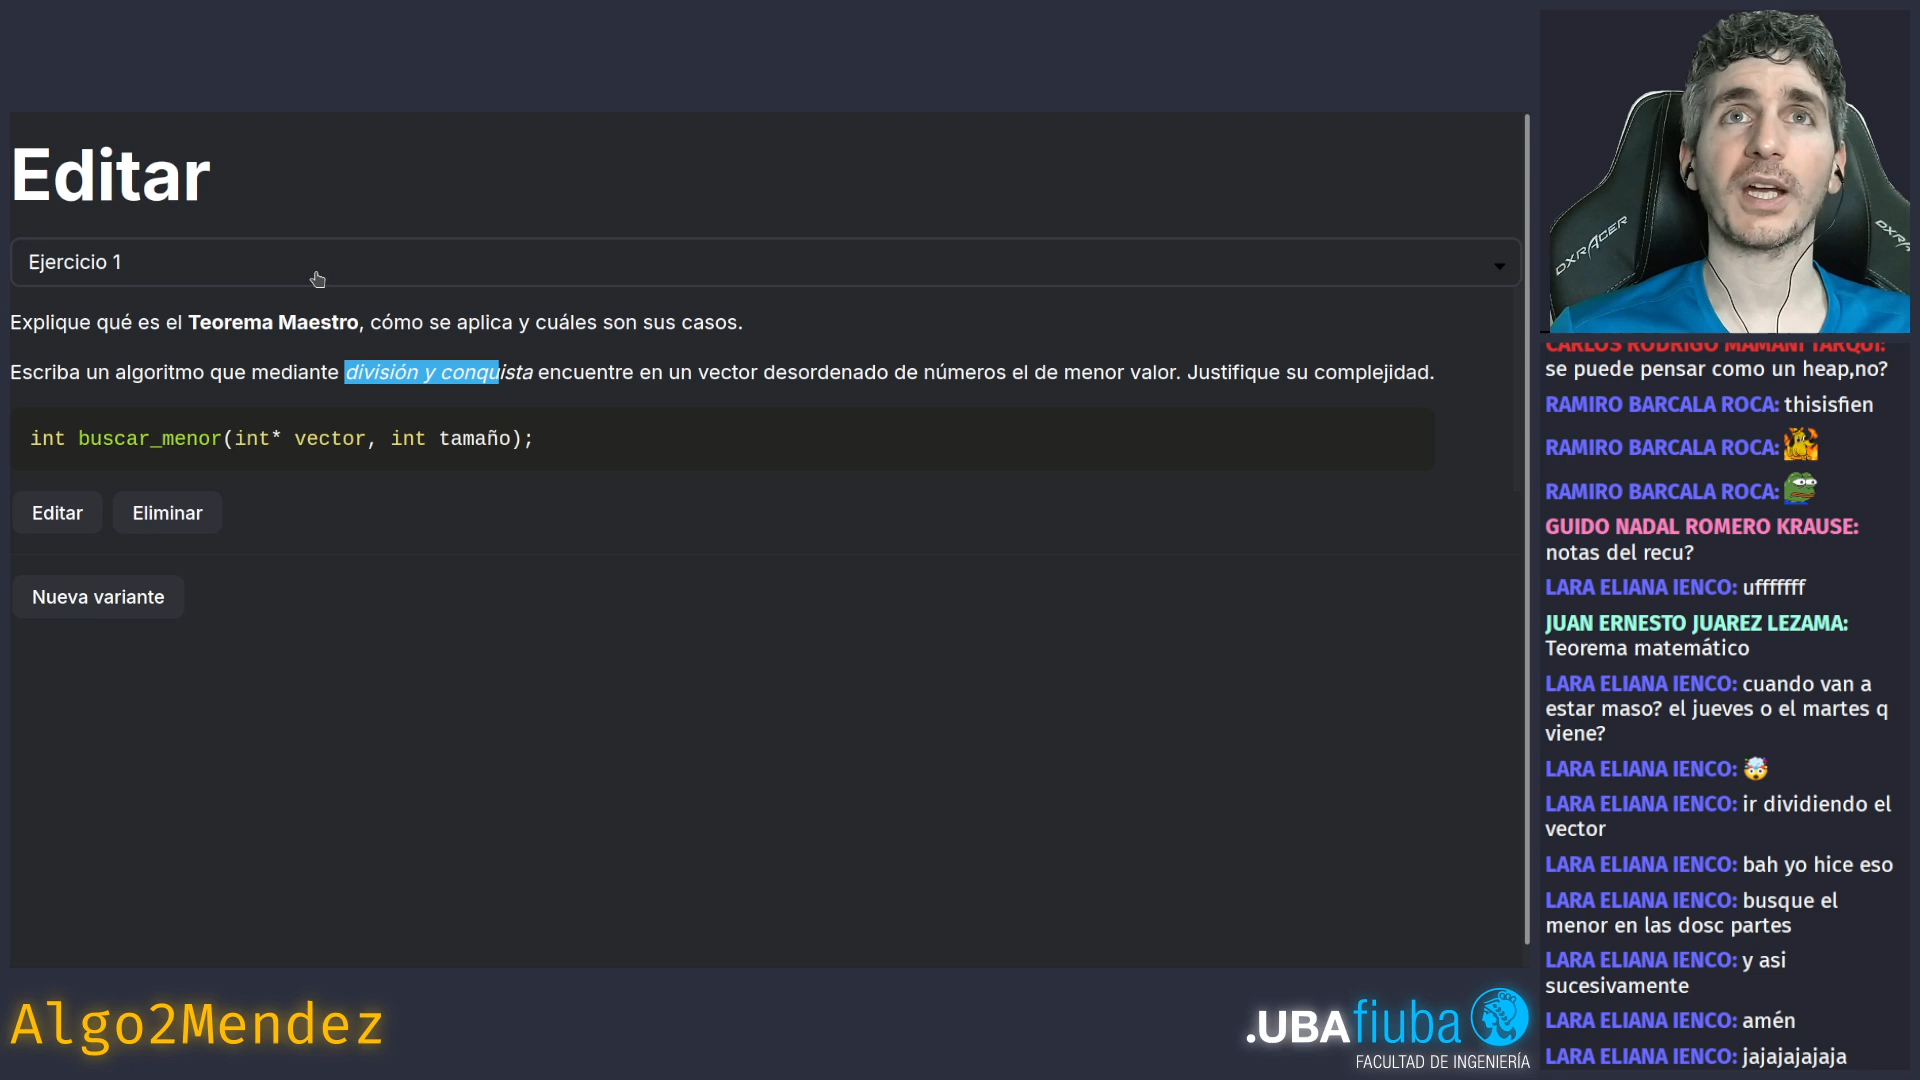 Editar
Ejercicio 1
Explique qué es el Teorema Maestro, cómo se aplica y cuáles son sus casos.
Escriba un algoritmo que mediante división y conquista encuentre en un vector desordenado de números el de menor valor. Justifique su complejidad.
int buscar_menor(int* vector, int tamaño);
Editar
Eliminar
Nueva variante
DXRACER
DXRA
CARLOS RODRIGO MAMANI TARQUI:
se puede pensar como un heap,no?
RAMIRO BARCALA ROCA: thisisfien
RAMIRO BARCALA ROCA:
RAMIRO BARCALA ROCA:
GUIDO NADAL ROMERO KRAUSE:
notas del recu?
LARA ELIANA IENCO: ufffffff
JUAN ERNESTO JUAREZ LEZAMA:
Teorema matemático
LARA ELIANA IENCO: cuando van a
estar maso? el jueves o el martes q
viene?
LARA ELIANA IENCO: 🤯
LARA ELIANA IENCO: ir dividiendo el
vector
LARA ELIANA IENCO: bah yo hice eso
LARA ELIANA IENCO: busque el
menor en las dosc partes
LARA ELIANA IENCO: y asi
sucesivamente
LARA ELIANA IENCO: amén
LARA ELIANA IENCO: jajajajajaja
Algo2Mendez
.UBAfiuba
FACULTAD DE INGENIERÍA